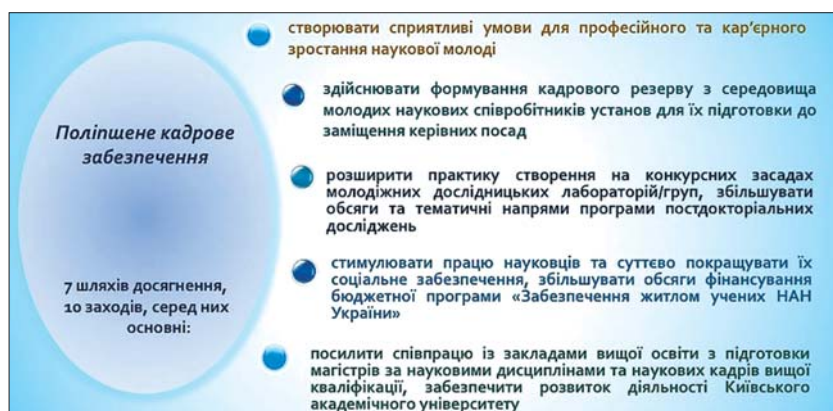 Поліпшене кадрове
забезпечення
7 шляхів досягнення,
10 заходів, серед них
основні:
створювати сприятливі умови для професійного та кар’єрного
зростання наукової молоді
здійснювати формування кадрового резерву з середовища
молодих наукових співробітників установ для їх підготовки до
заміщення керівних посад
розширити практику створення на конкурсних засадах
молодіжних дослідницьких лабораторій/груп, збільшувати
обсяги та тематичні напрями програми постдокторіальних
досліджень
стимулювати працю науковців та суттєво покращувати їх
соціальне забезпечення, збільшувати обсяги фінансування
бюджетної програми «Забезпечення житлом учених НАН
України»
посилити співпрацю із закладами вищої освіти з підготовки
магістрів за науковими дисциплінами та наукових кадрів вищої
кваліфікації, забезпечити розвиток діяльності Київського
академічного університету